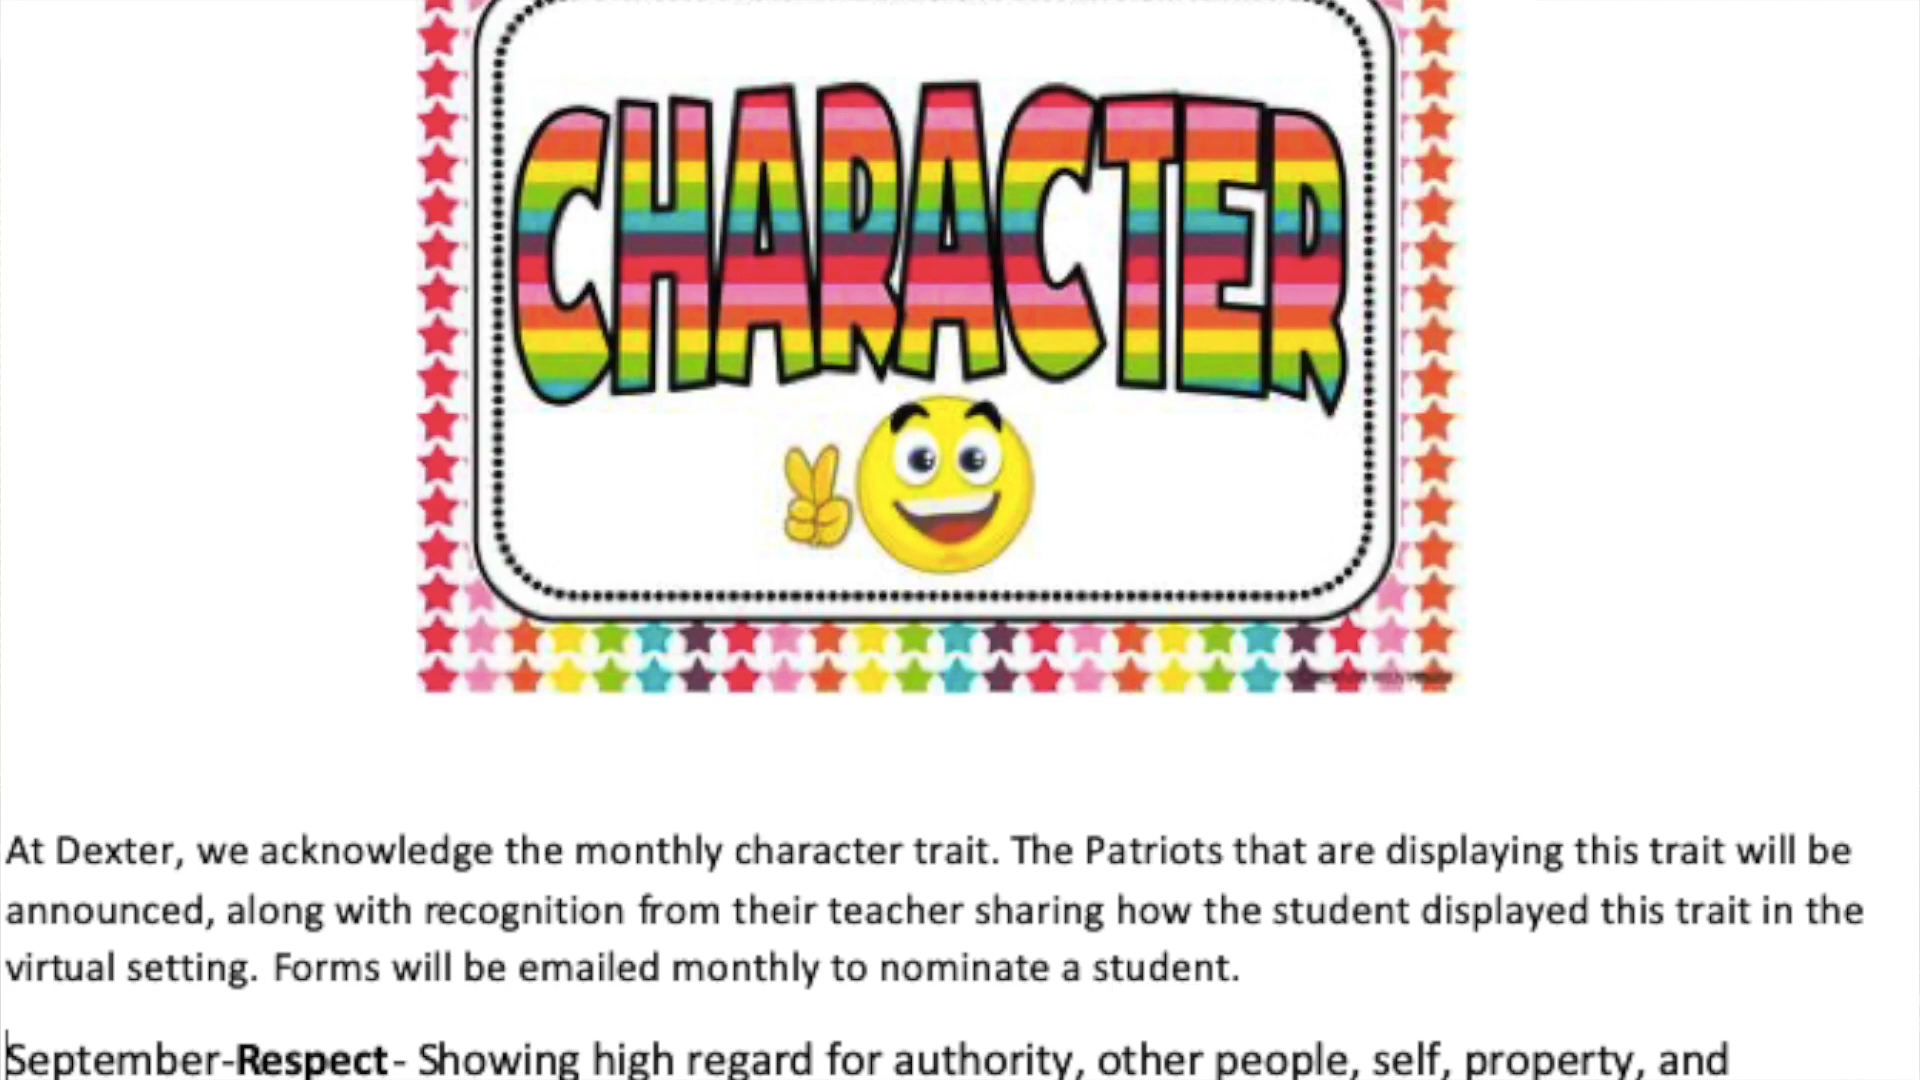 CHARACTER
At Dexter, we acknowledge the monthly character trait. The Patriots that are displaying this trait will be
announced, along with recognition from their teacher sharing how the student displayed this trait in the
virtual setting. Forms will be emailed monthly to nominate a student.
September-Respect- Showing high regard for authority, other people, self, property, and